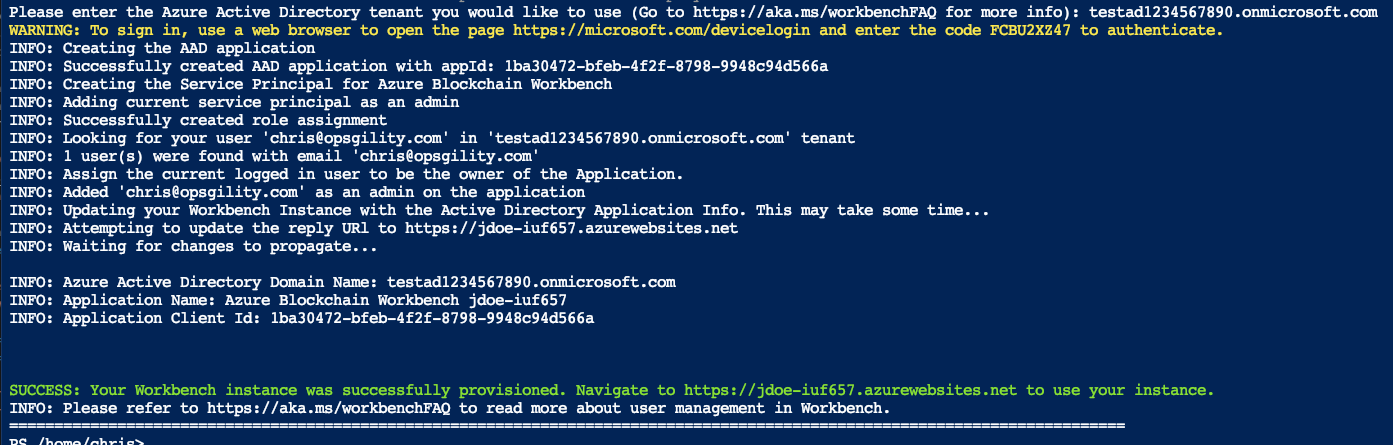 Please enter the Azure Active Directory tenant you would like to use (Go to https://aka.ms/workbenchFAQ for more info): testad1234567890.onmicrosoft.com
WARNING: To sign in, use a web browser to open the page https://microsoft.com/devicelogin and enter the code FCBU2XZ47 to authenticate.
INFO: Creating the AAD application
INFO: Successfully created AAD application with appId: 1ba30472-bfeb-4f2f-8798-9948c94d566a
INFO: Creating the Service Principal for Azure Blockchain Workbench
INFO: Adding current service principal as an admin
INFO: Successfully created role assignment
INFO: Looking for your user 'chris@opsgility.com' in 'testad1234567890.onmicrosoft.com' tenant
INFO: 1 user(s) were found with email 'chris@opsgility.com'
INFO: Assign the current logged in user to be the owner of the Application.
INFO: Added 'chris@opsgility.com' as an admin on the application
INFO: Updating your Workbench Instance with the Active Directory Application Info. This may take some time...
INFO: Attempting to update the reply URl to https://jdoe-iuf657.azurewebsites.net
INFO: Waiting for changes to propagate...
INFO: Azure Active Directory Domain Name: testad1234567890.onmicrosoft.com
INFO: Application Name: Azure Blockchain Workbench jdoe-iuf657
INFO: Application Client Id: 1ba30472-bfeb-4f2f-8798-9948c94d566a
SUCCESS: Your Workbench instance was successfully provisioned. Navigate to https://jdoe-iuf657.azurewebsites.net to use your instance.
INFO: Please refer to https://aka.ms/workbenchFAQ to read more about user management in Workbench.
=============================================================================================================================
PS /home/chris>